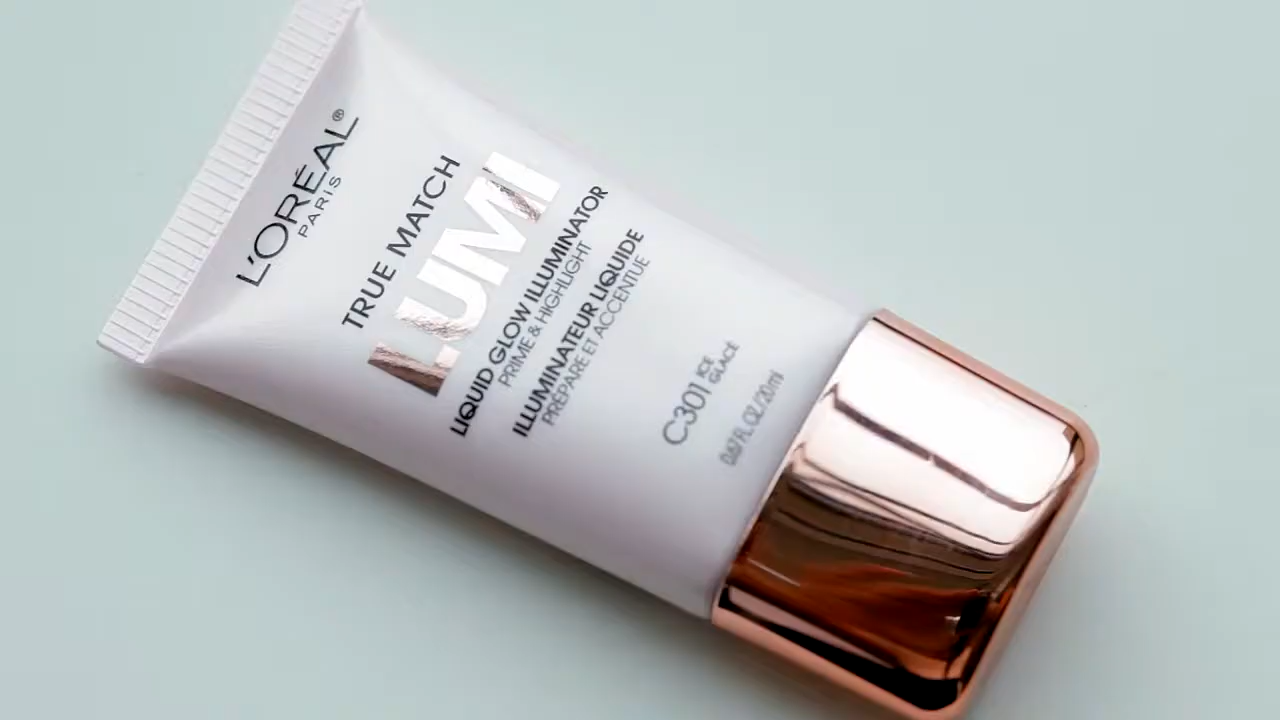 L'ORÉAL®
PARIS
TRUE MATCH
LUMI
LIQUID GLOW ILLUMINATOR
PRIME & HIGHLIGHT
ILLUMINATEUR LIQUIDE
PRÉPARE ET ACCENTUE
C301 ICE
GLACÉ
0.67 FL. OZ/20ml